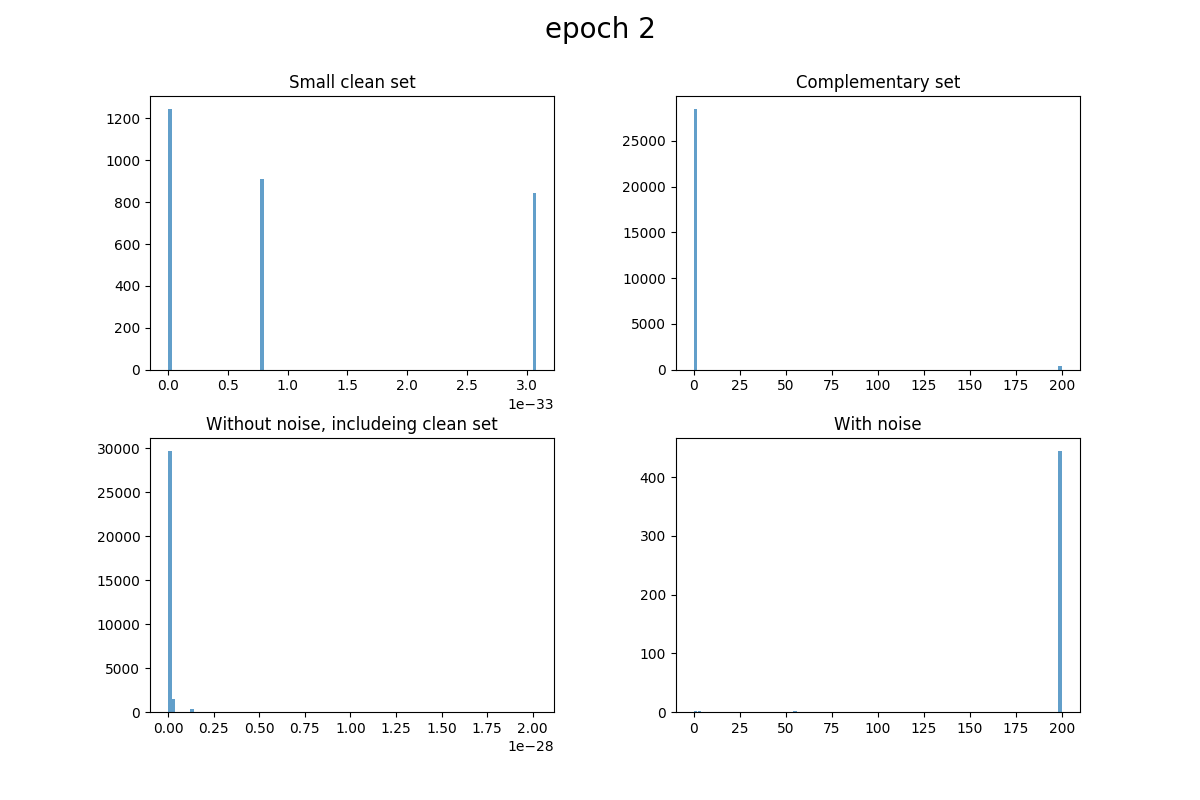 epoch 2
Small clean set
1200
1000
800
600
400
200
0
0.0 0.5 1.0 1.5 2.0 2.5 3.0
1e−33
Complementary set
25000
20000
15000
10000
5000
0
0 25 50 75 100 125 150 175 200
Without noise, includeing clean set
30000
25000
20000
15000
10000
5000
0
0.00 0.25 0.50 0.75 1.00 1.25 1.50 1.75 2.00
1e−28
With noise
400
300
200
100
0
0 25 50 75 100 125 150 175 200